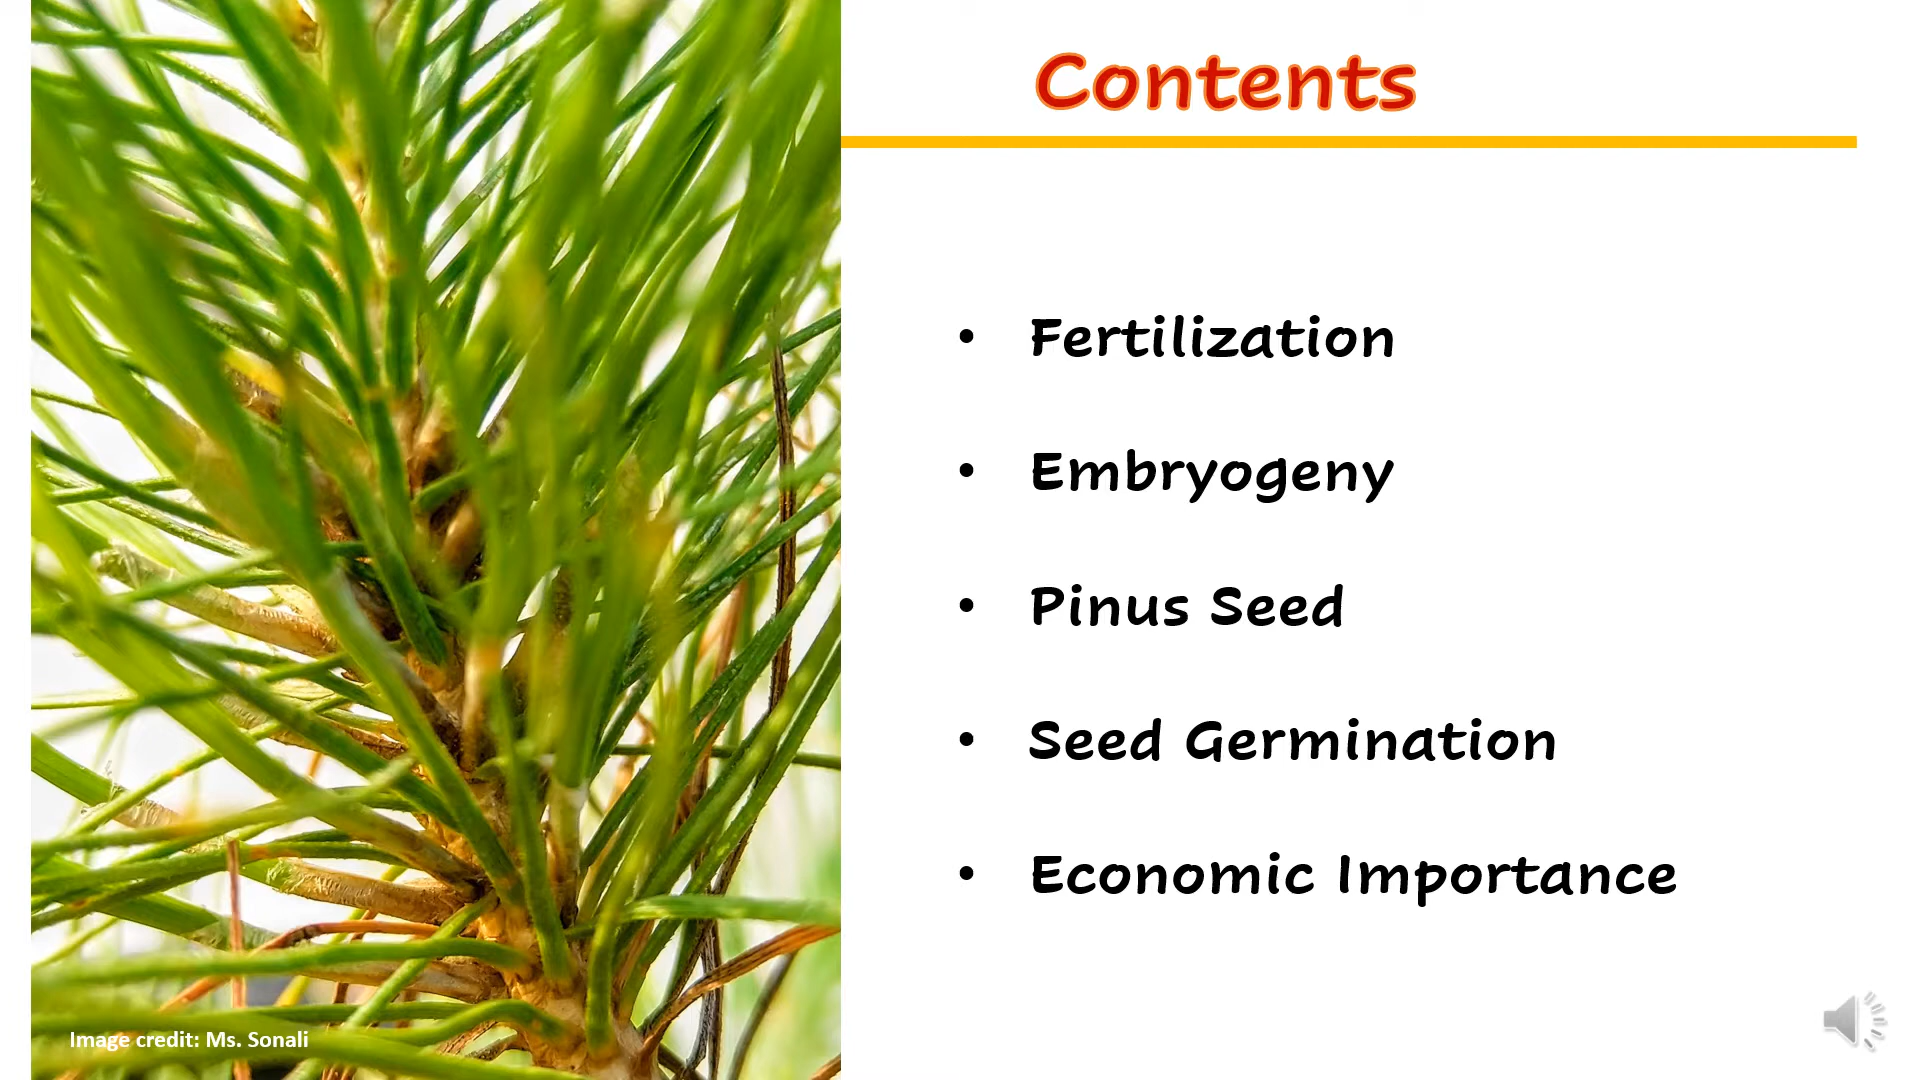 Contents
• Fertilization
• Embryogeny
• Pinus Seed
• Seed Germination
• Economic Importance
Image credit: Ms. Sonali